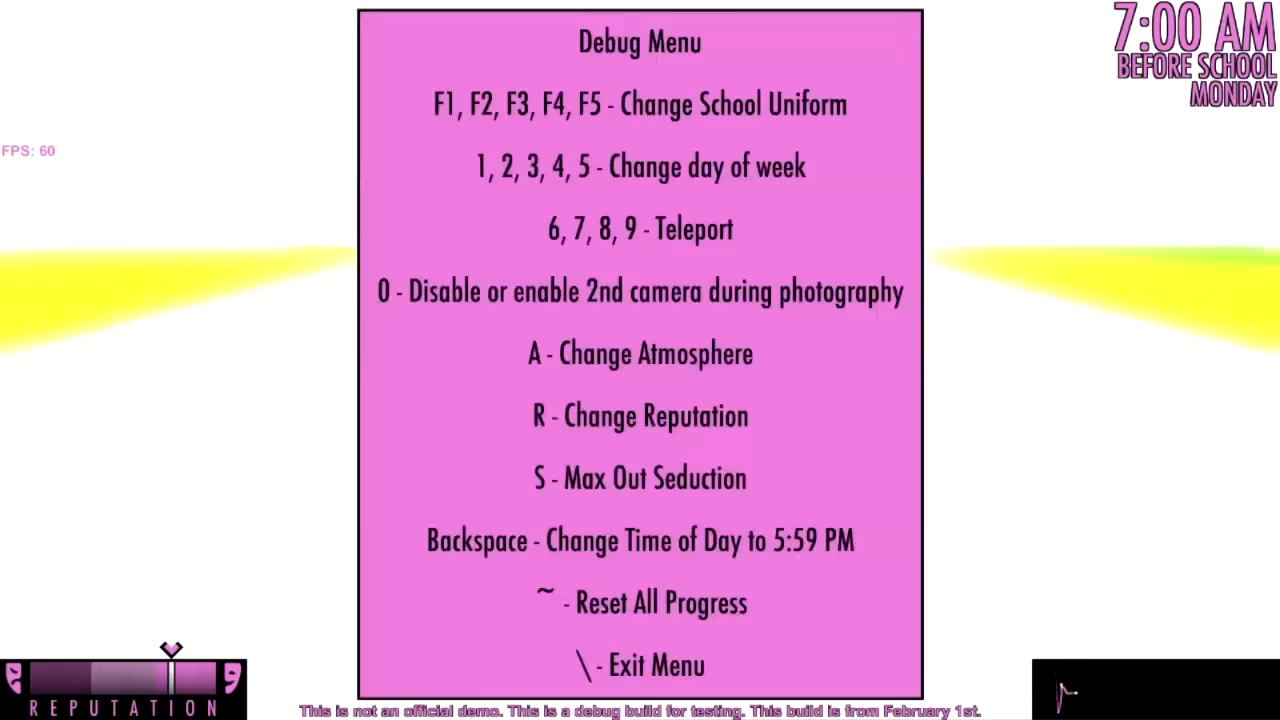 7:00 AM
BEFORE SCHOOL
MONDAY
FPS: 60
Debug Menu
F1, F2, F3, F4, F5 - Change School Uniform
1, 2, 3, 4, 5 - Change day of week
6, 7, 8, 9 - Teleport
0 - Disable or enable 2nd camera during photography
A - Change Atmosphere
R - Change Reputation
S - Max Out Seduction
Backspace - Change Time of Day to 5:59 PM
~ - Reset All Progress
\ - Exit Menu
REPUTATION
This is not an official demo. This is a debug build for testing. This build is from February 1st.